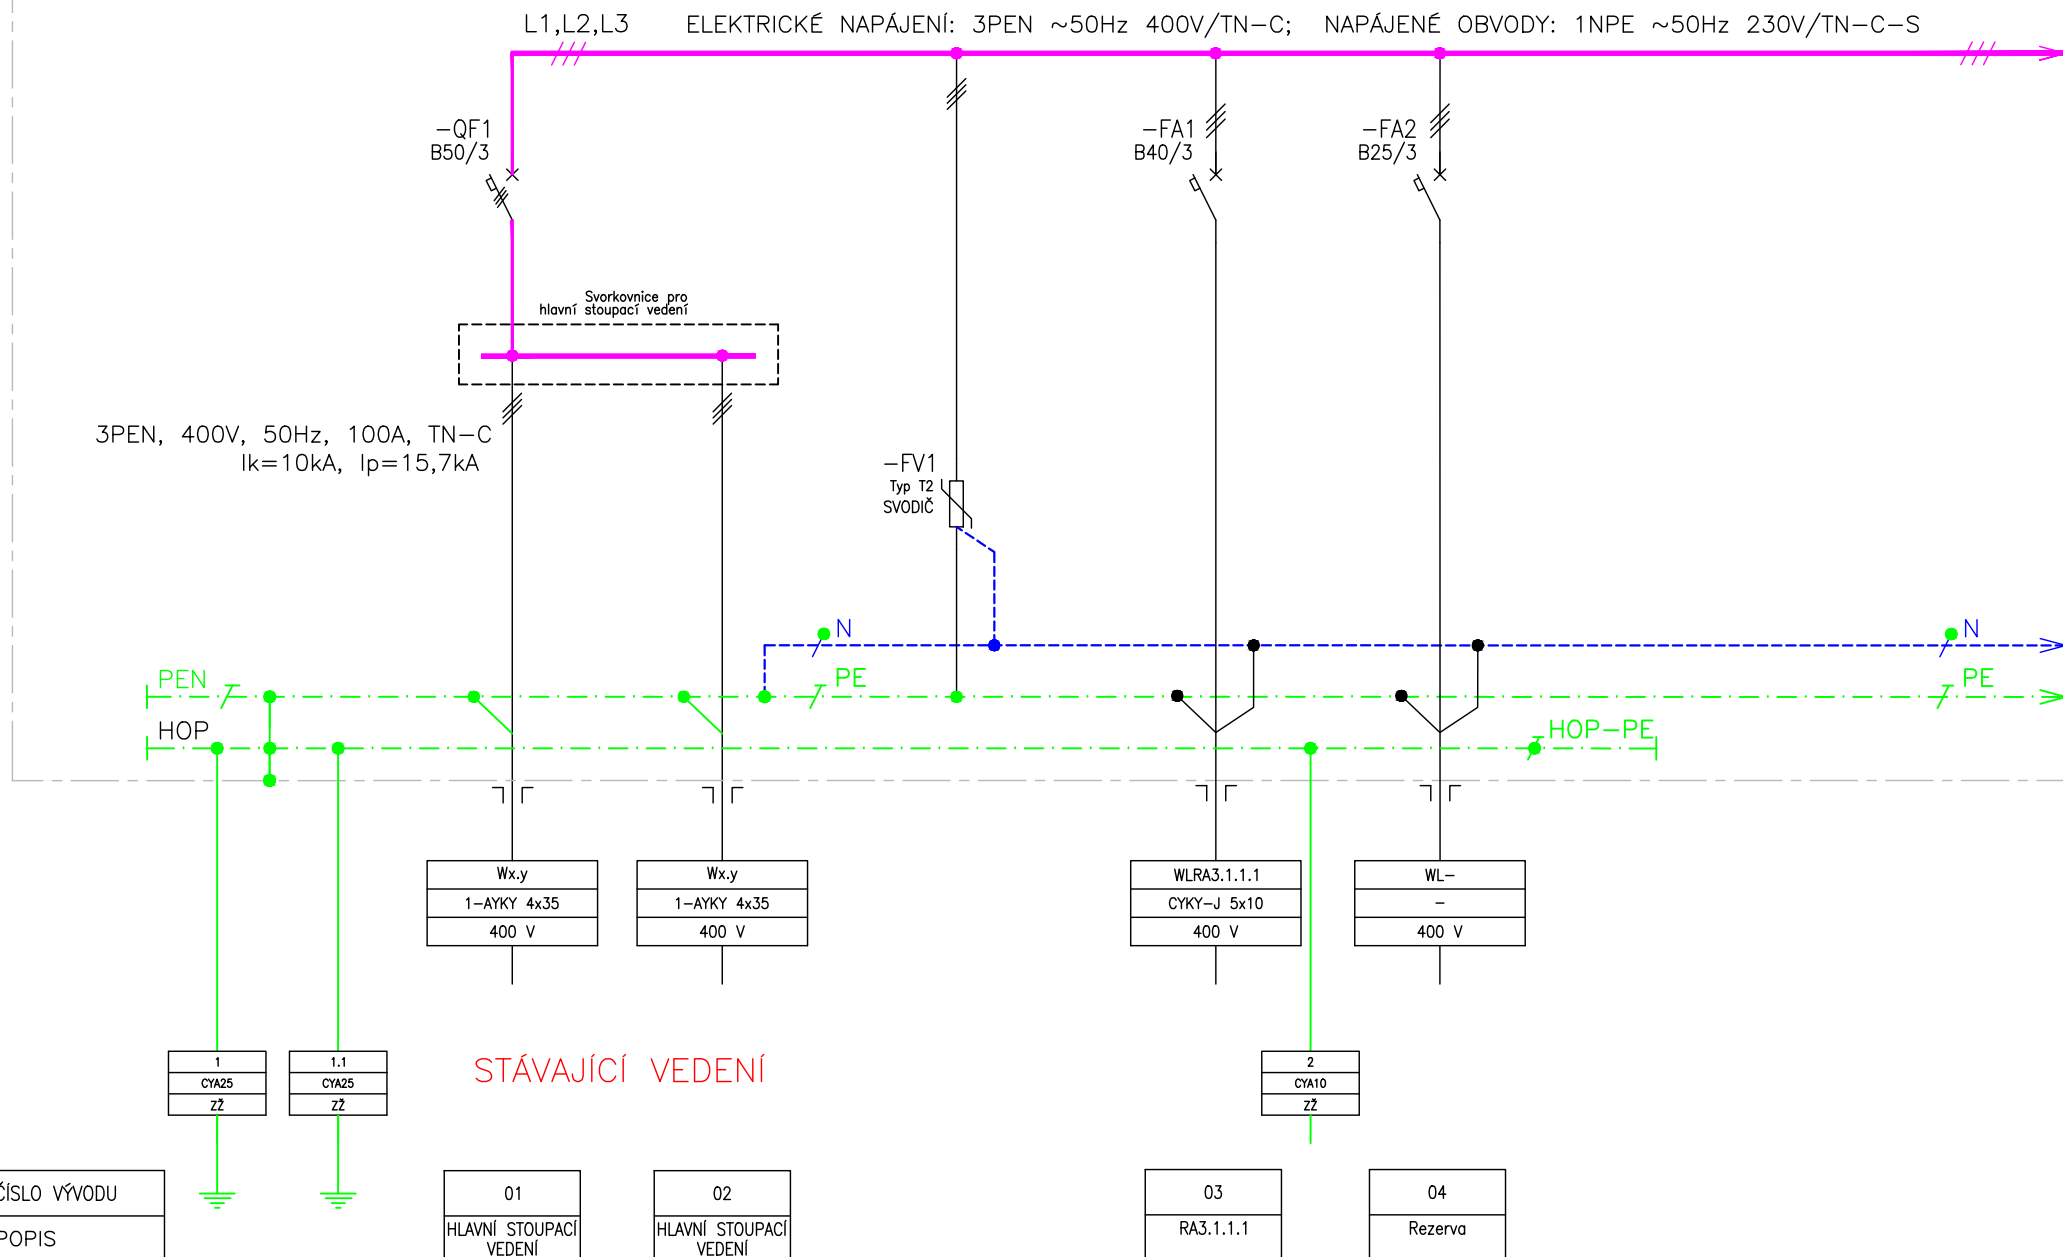 L1,L2,L3 ELEKTRICKÉ NAPÁJENÍ: 3PEN ~50Hz 400V/TN-C; NAPÁJENÉ OBVODY: 1NPE ~50Hz 230V/TN-C-S
-QF1
B50/3
-FA1
B40/3
-FA2
B25/3
Svorkovnice pro
hlavní stoupací vedení
3PEN, 400V, 50Hz, 100A, TN-C
Ik=10kA, Ip=15,7kA
-FV1
Typ T2
SVODIČ
N
N
PEN
PE
PE
HOP
HOP-PE
Wx.y
1-AYKY 4x35
400 V
Wx.y
1-AYKY 4x35
400 V
WLRA3.1.1.1
CYKY-J 5x10
400 V
WL-
-
400 V
1
CYA25
ZŽ
1.1
CYA25
ZŽ
STÁVAJÍCÍ VEDENÍ
2
CYA10
ZŽ
ČÍSLO VÝVODU
01
02
03
04
POPIS
HLAVNÍ STOUPACÍ
VEDENÍ
HLAVNÍ STOUPACÍ
VEDENÍ
RA3.1.1.1
Rezerva